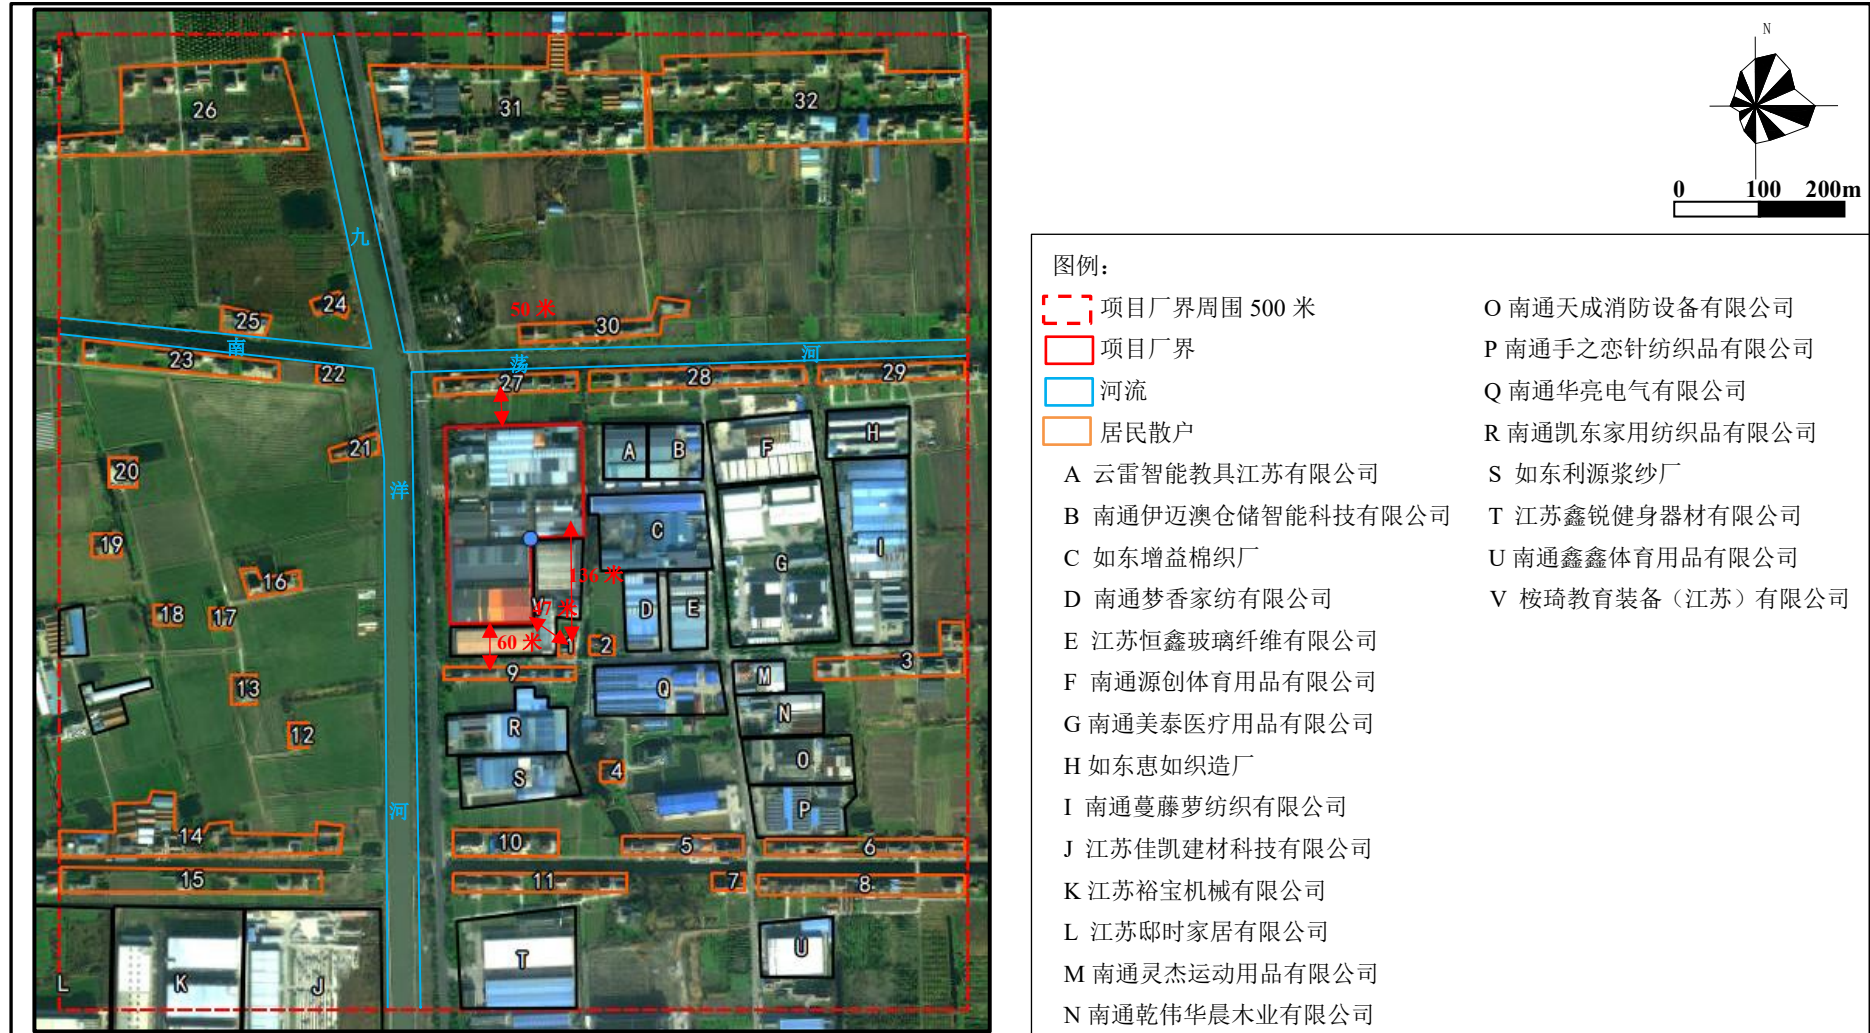 N
0 100 200m
26
31
32
九
24
25
50 米
30
南
荡
河
23
22
27
28
29
21
A
B
F
H
20
洋
C
I
19
G
16
136 米
18
17
D
E
V
47 米
60 米
1
2
9
3
13
Q
M
12
R
N
S
4
O
河
P
14
10
5
6
15
11
7
8
T
U
L
K
J
图例：
项目厂界周围 500 米
项目厂界
河流
居民散户
A 云雷智能教具江苏有限公司
B 南通伊迈澳仓储智能科技有限公司
C 如东增益棉织厂
D 南通梦香家纺有限公司
E 江苏恒鑫玻璃纤维有限公司
F 南通源创体育用品有限公司
G 南通美泰医疗用品有限公司
H 如东惠如织造厂
I 南通蔓藤萝纺织有限公司
J 江苏佳凯建材科技有限公司
K 江苏裕宝机械有限公司
L 江苏邸时家居有限公司
M 南通灵杰运动用品有限公司
N 南通乾伟华晨木业有限公司
O 南通天成消防设备有限公司
P 南通手之恋针纺织品有限公司
Q 南通华亮电气有限公司
R 南通凯东家用纺织品有限公司
S 如东利源浆纱厂
T 江苏鑫锐健身器材有限公司
U 南通鑫鑫体育用品有限公司
V 桉琦教育装备（江苏）有限公司